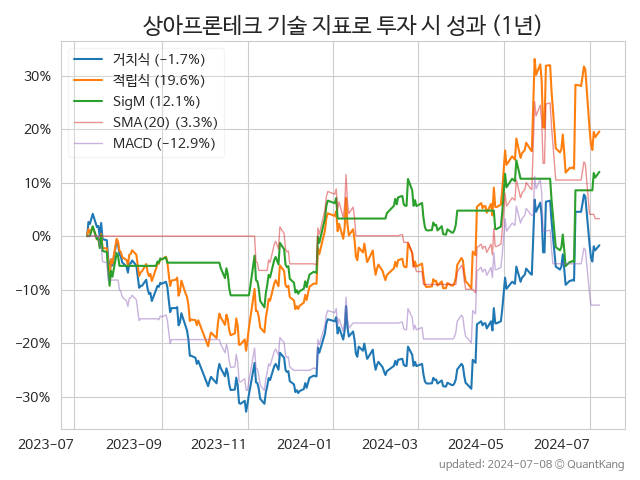 상아프론테크 기술 지표로 투자 시 성과 (1년)
거치식 (−1.7%)
적립식 (19.6%)
SigM (12.1%)
SMA(20) (3.3%)
MACD (−12.9%)
30%
20%
10%
0%
−10%
−20%
−30%
2023-07 2023-09 2023-11 2024-01 2024-03 2024-05 2024-07
updated: 2024-07-08 ⓒ QuantKang